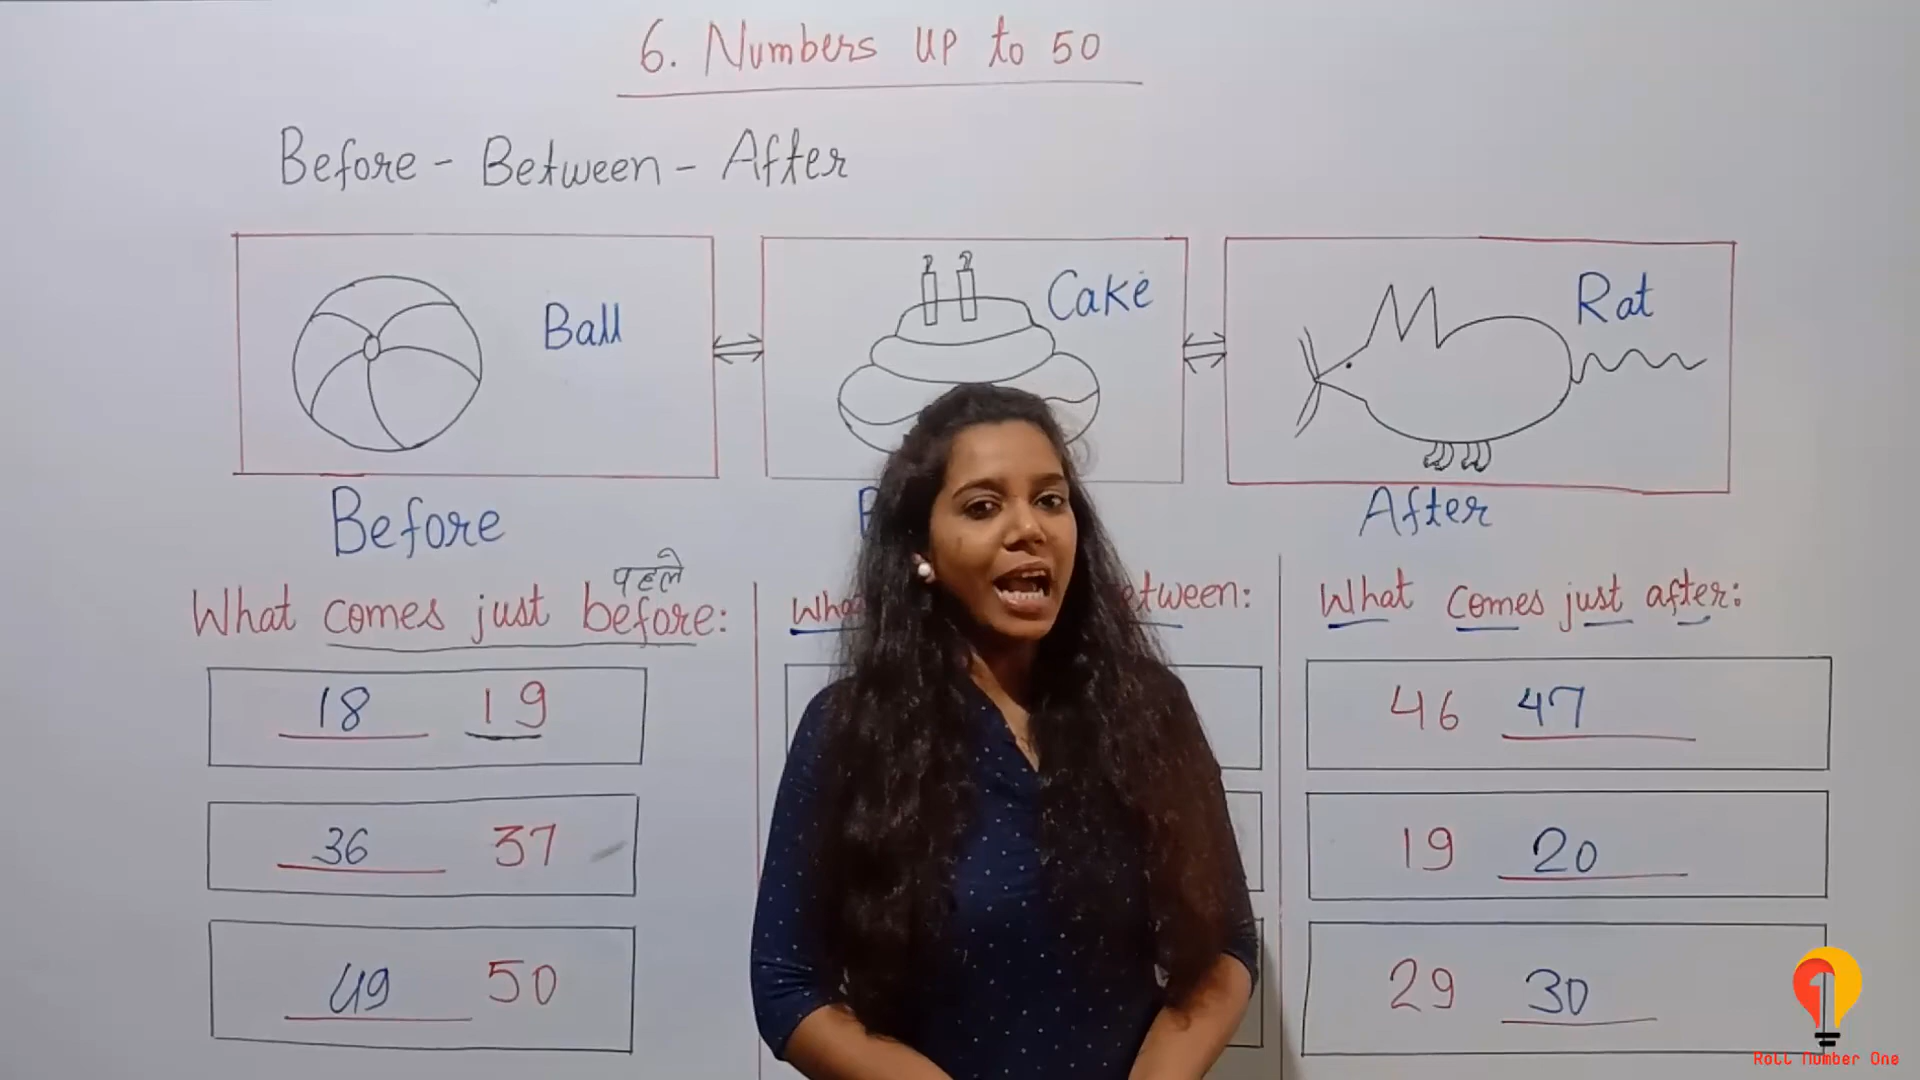 6. Numbers up to 50
Before - Between - After
Ball
Cake
Rat
Before
After
पहले
What comes just before:
What comes just after:
18 19
46 47
36 37
19 20
49 50
29 30
Roll Number One